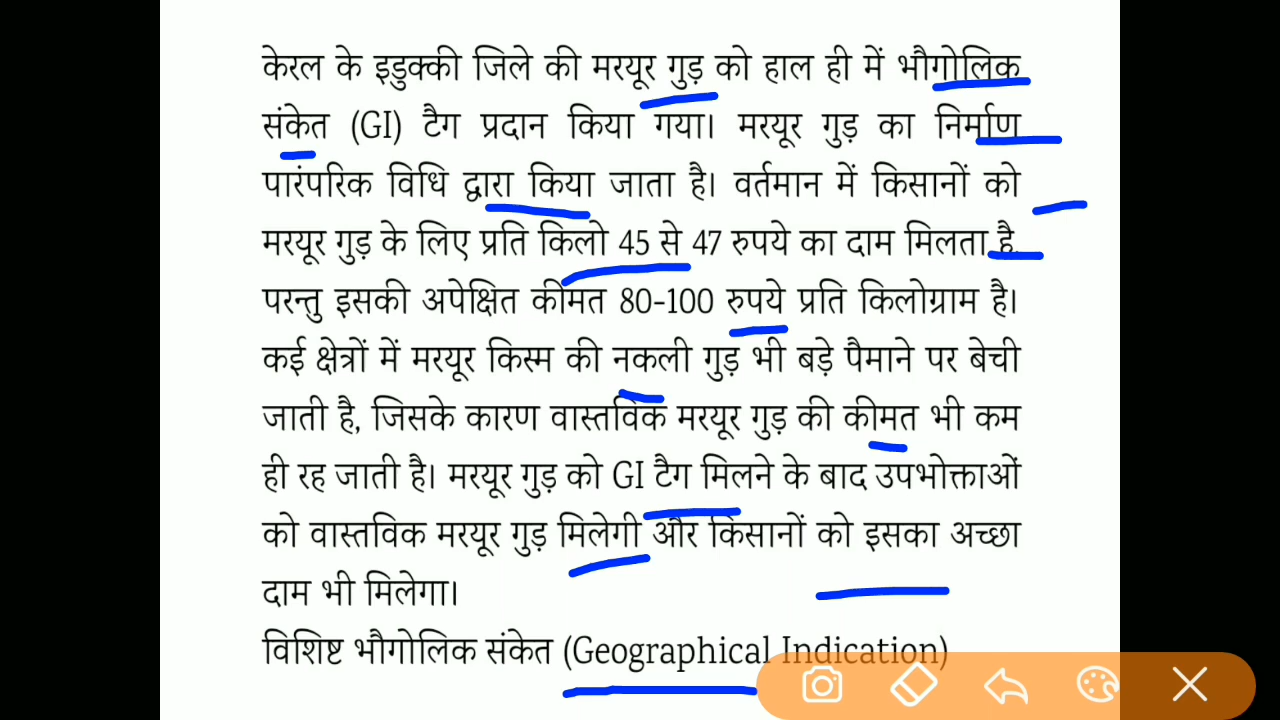 केरल के इडुक्की जिले की मरयूर गुड़ को हाल ही में भौगोलिक
संकेत (GI) टैग प्रदान किया गया। मरयूर गुड़ का निर्माण
पारंपरिक विधि द्वारा किया जाता है। वर्तमान में किसानों को
मरयूर गुड़ के लिए प्रति किलो 45 से 47 रुपये का दाम मिलता है,
परन्तु इसकी अपेक्षित कीमत 80-100 रुपये प्रति किलोग्राम है।
कई क्षेत्रों में मरयूर किस्म की नकली गुड़ भी बड़े पैमाने पर बेची
जाती है, जिसके कारण वास्तविक मरयूर गुड़ की कीमत भी कम
ही रह जाती है। मरयूर गुड़ को GI टैग मिलने के बाद उपभोक्ताओं
को वास्तविक मरयूर गुड़ मिलेगी और किसानों को इसका अच्छा
दाम भी मिलेगा।
विशिष्ट भौगोलिक संकेत (Geographical Indication)